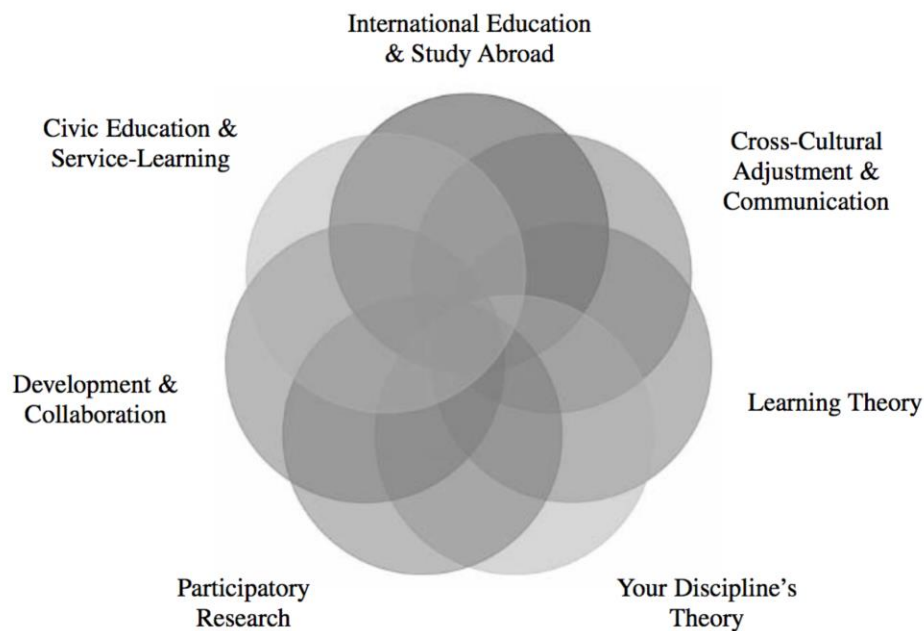 International Education
& Study Abroad
Civic Education &
Service-Learning
Cross-Cultural
Adjustment &
Communication
Development &
Collaboration
Learning Theory
Participatory
Research
Your Discipline's
Theory